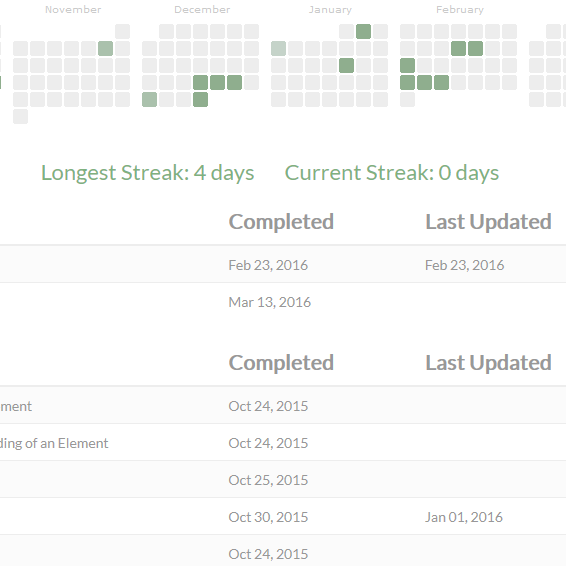 November December January February
Longest Streak: 4 days Current Streak: 0 days
Completed Last Updated
Feb 23, 2016 Feb 23, 2016
Mar 13, 2016
Completed Last Updated
ment Oct 24, 2015
ding of an Element Oct 24, 2015
Oct 25, 2015
Oct 30, 2015 Jan 01, 2016
Oct 24, 2015